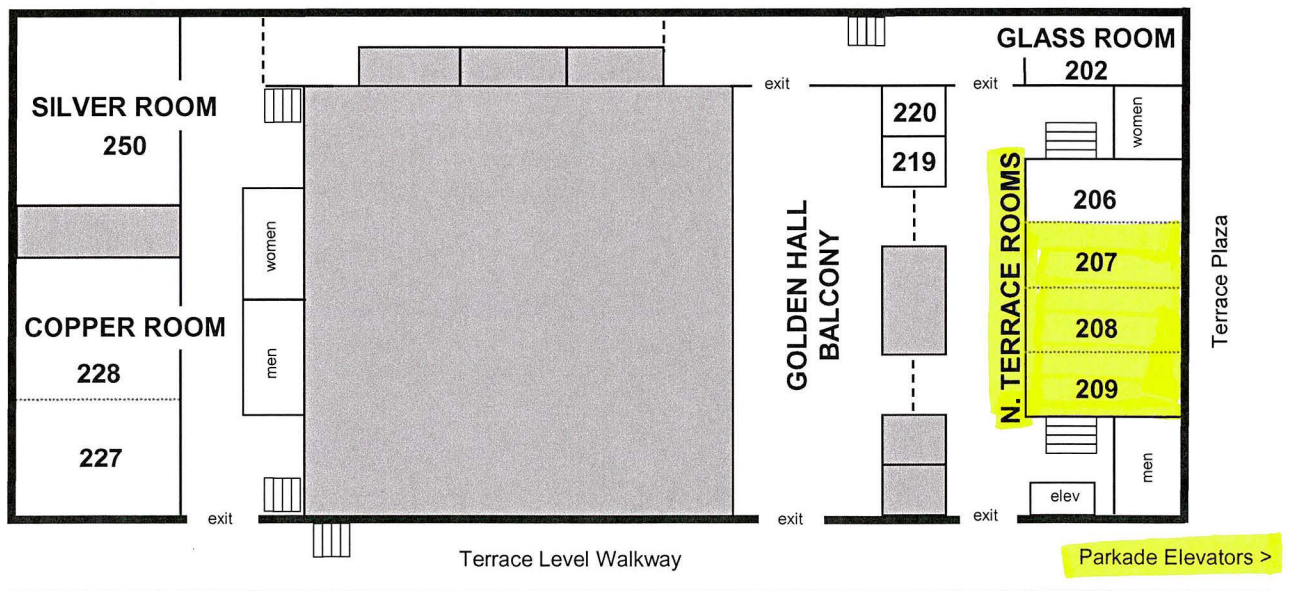 GLASS ROOM
202
exit
exit
SILVER ROOM
250
220
219
women
N. TERRACE ROOMS
206
207
208
209
women
men
GOLDEN HALL
BALCONY
Terrace Plaza
COPPER ROOM
228
227
men
elev
exit
exit
exit
Terrace Level Walkway
Parkade Elevators >